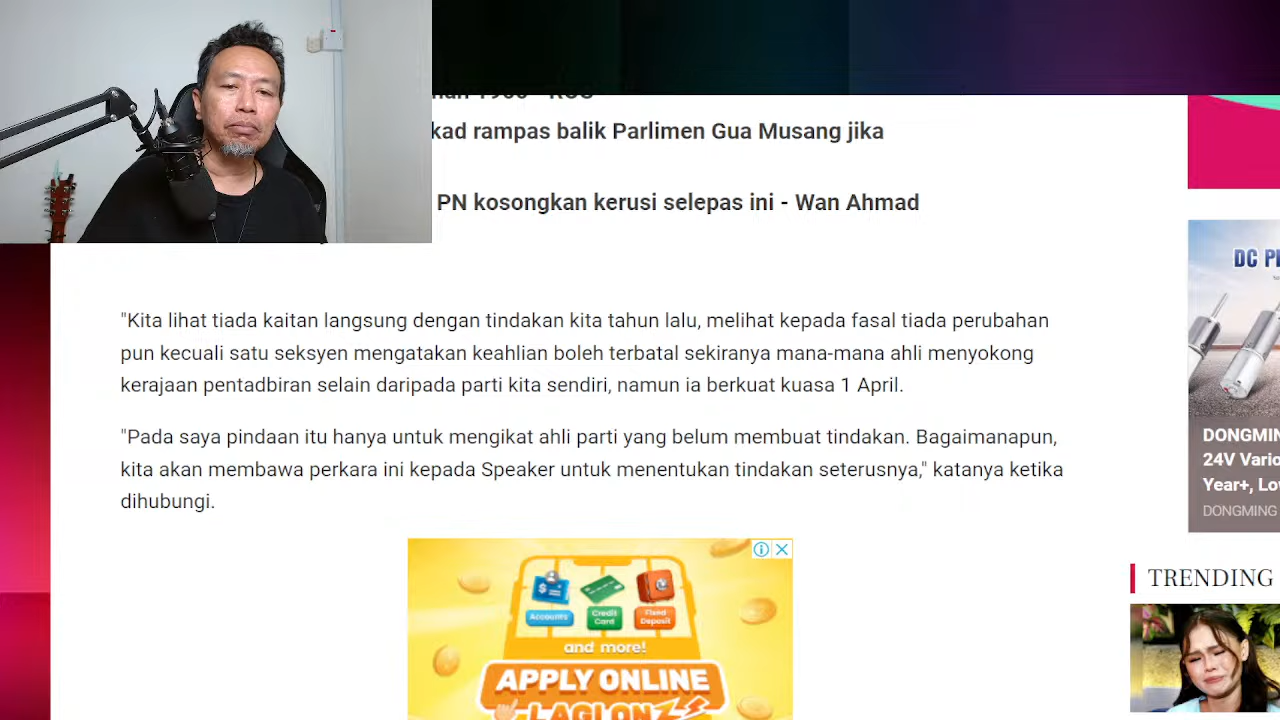 kad rampas balik Parlimen Gua Musang jika
PN kosongkan kerusi selepas ini - Wan Ahmad
"Kita lihat tiada kaitan langsung dengan tindakan kita tahun lalu, melihat kepada fasal tiada perubahan
pun kecuali satu seksyen mengatakan keahlian boleh terbatal sekiranya mana-mana ahli menyokong
kerajaan pentadbiran selain daripada parti kita sendiri, namun ia berkuat kuasa 1 April.
"Pada saya pindaan itu hanya untuk mengikat ahli parti yang belum membuat tindakan. Bagaimanapun,
kita akan membawa perkara ini kepada Speaker untuk menentukan tindakan seterusnya," katanya ketika
dihubungi.
Accounts
Credit
Card
Fixed
Deposit
and more!
APPLY ONLINE
LAGI ON
DC
DONGMIN
24V Vario
Year+, Lo
DONGMING
TRENDING